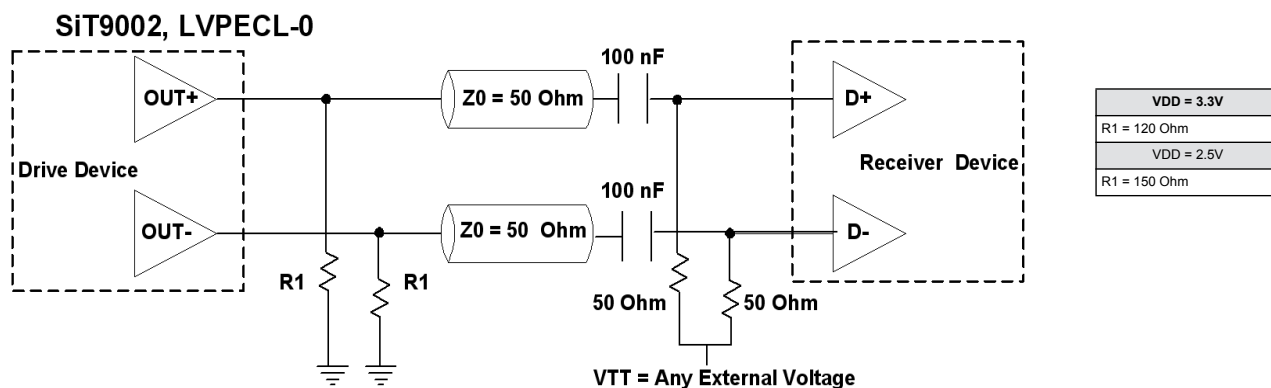 SiT9002, LVPECL-0
100 nF
OUT+
Z0 = 50 Ohm
D+
Drive Device
Receiver Device
100 nF
OUT-
Z0 = 50 Ohm
D-
R1
R1
50 Ohm
50 Ohm
VTT = Any External Voltage
VDD = 3.3V
R1 = 120 Ohm
VDD = 2.5V
R1 = 150 Ohm